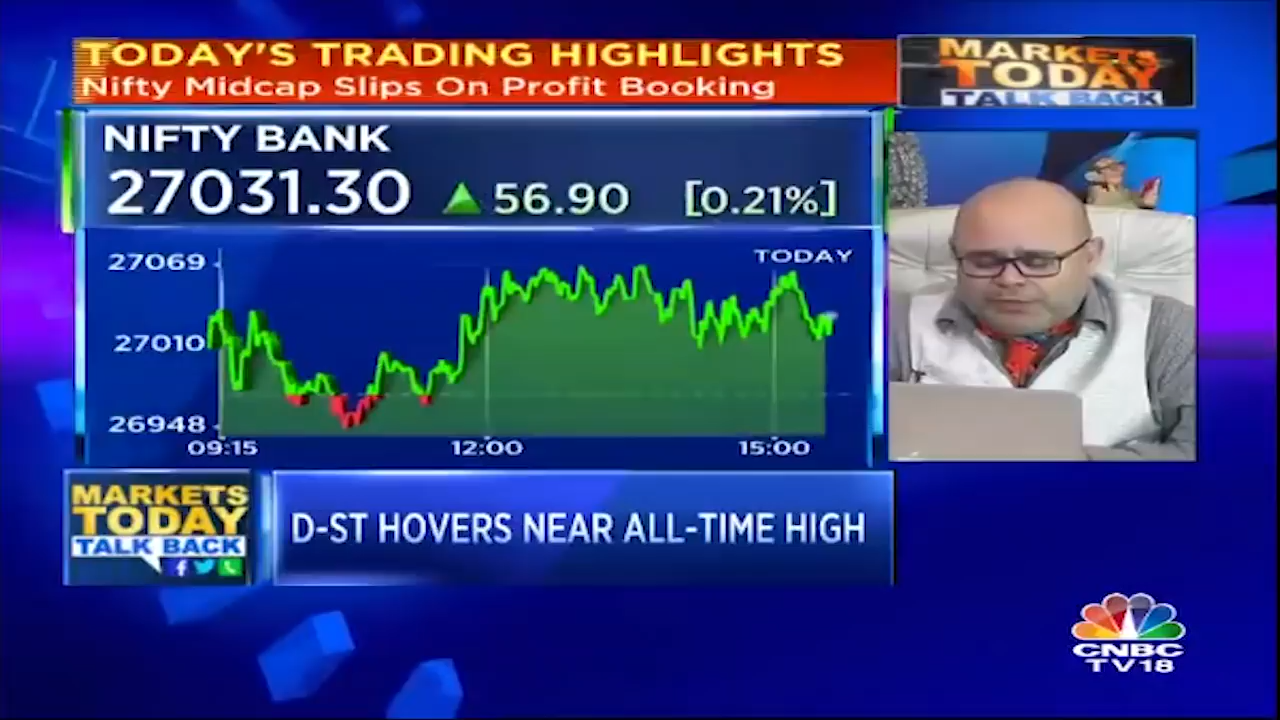 TODAY'S TRADING HIGHLIGHTS
Nifty Midcap Slips On Profit Booking
MARKETS
TODAY
TALK BACK
NIFTY BANK
27031.30 ▲ 56.90 [0.21%]
TODAY
27069
27010
26948
09:15 12:00 15:00
MARKETS
TODAY
TALK BACK
D-ST HOVERS NEAR ALL-TIME HIGH
CNBC
TV18